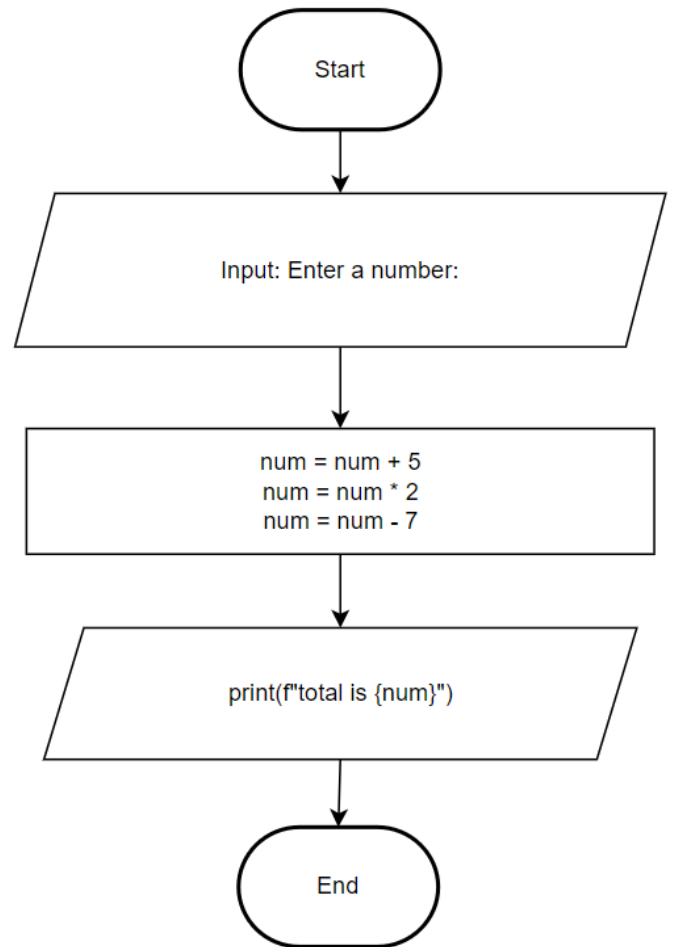 Start
Input: Enter a number:
num = num + 5
num = num * 2
num = num - 7
print(f"total is {num}")
End